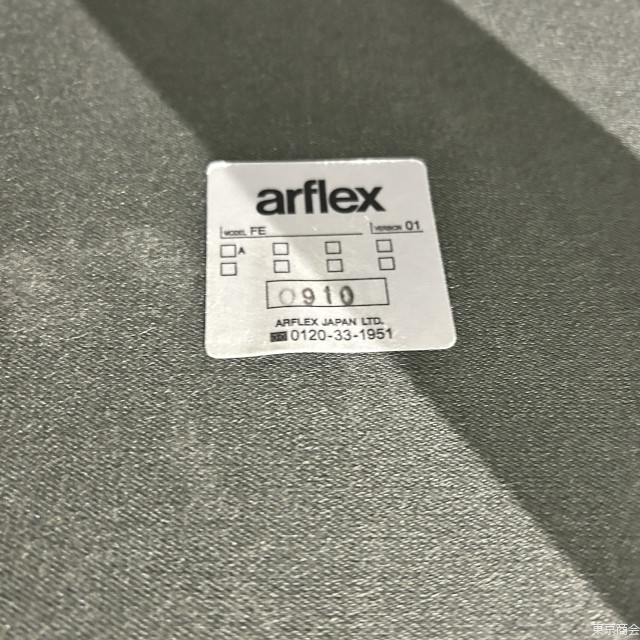 arflex
MODEL FE
VERSION 01
A
0910
ARFLEX JAPAN LTD.
0120-33-1951
東京商会